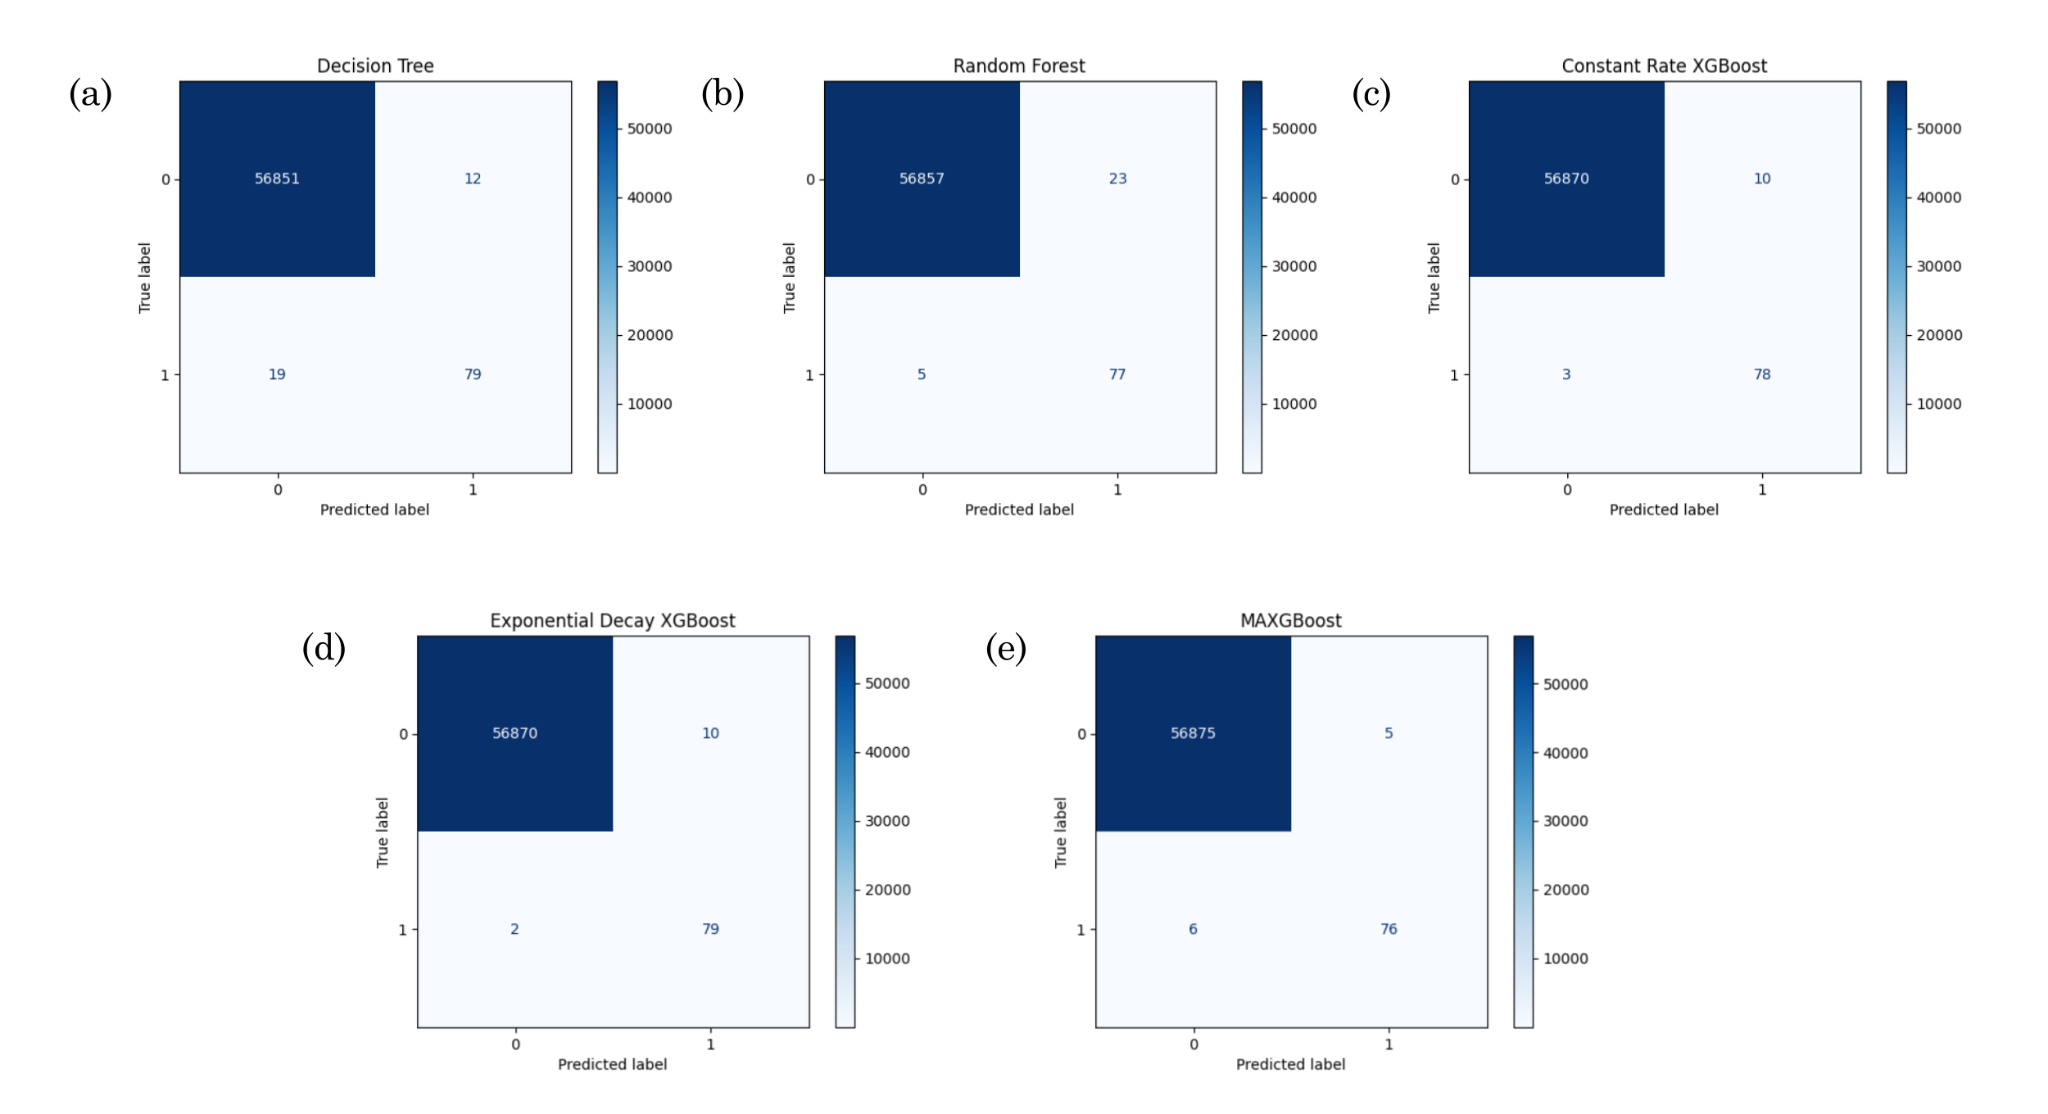 (a)
Decision Tree
0 56851 12
1 19 79
0 1
True label
Predicted label
50000
40000
30000
20000
10000
(b)
Random Forest
0 56857 23
1 5 77
0 1
True label
Predicted label
50000
40000
30000
20000
10000
(c)
Constant Rate XGBoost
0 56870 10
1 3 78
0 1
True label
Predicted label
50000
40000
30000
20000
10000
(d)
Exponential Decay XGBoost
0 56870 10
1 2 79
0 1
True label
Predicted label
50000
40000
30000
20000
10000
(e)
MAXGBoost
0 56875 5
1 6 76
0 1
True label
Predicted label
50000
40000
30000
20000
10000